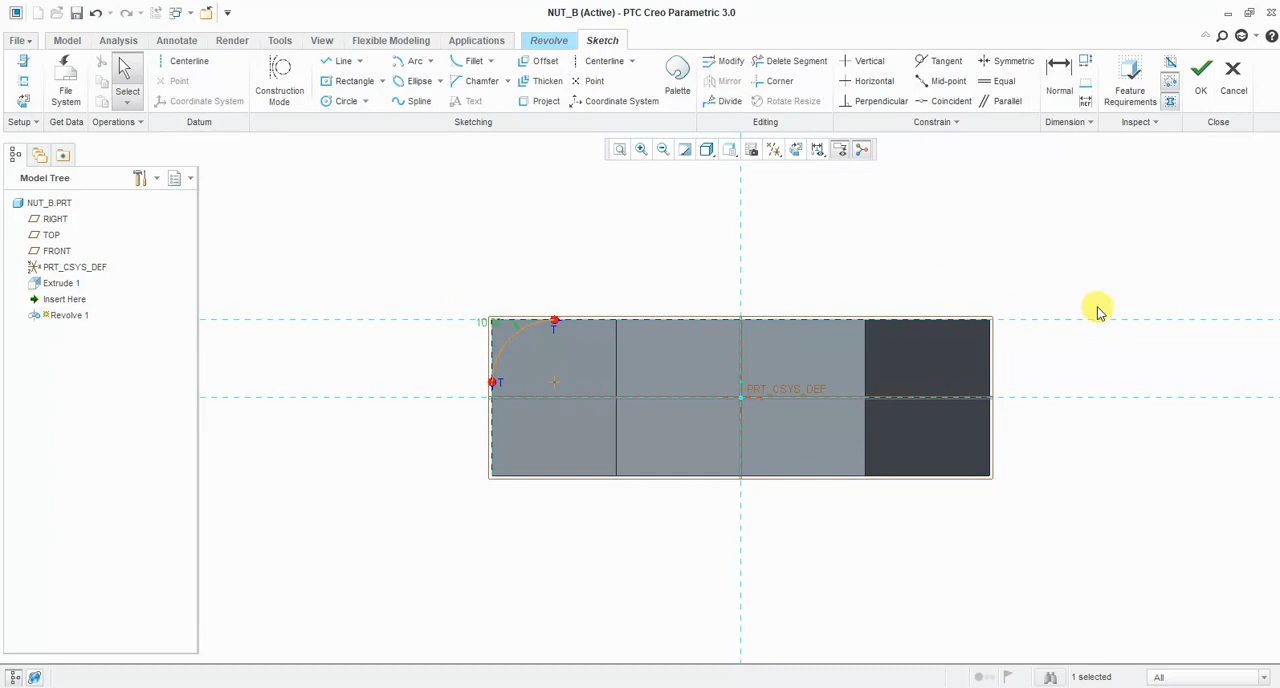 NUT_B (Active) - PTC Creo Parametric 3.0
File Model Analysis Annotate Render Tools View Flexible Modeling Applications Revolve Sketch
Centerline Line Arc Fillet Offset Centerline Modify Delete Segment Vertical Tangent Symmetric
Point Rectangle Ellipse Chamfer Thicken Point Mirror Corner Horizontal Mid-point Equal
File System Select Coordinate System Construction Mode Circle Spline Text Project Coordinate System Palette Divide Rotate Resize Perpendicular Coincident Parallel Normal Feature Requirements OK Cancel
Setup Get Data Operations Datum Sketching Editing Constrain Dimension Inspect Close
Model Tree
NUT_B.PRT
RIGHT
TOP
FRONT
PRT_CSYS_DEF
Extrude 1
Insert Here
Revolve 1
T
T
PRT_CSYS_DEF
1 selected All